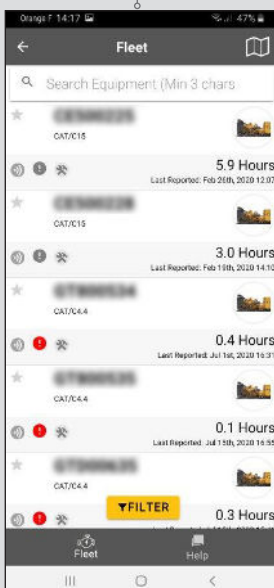 Orange F 14:17 47%
Fleet
Search Equipment (Min 3 chars
CAT/C15
5.9 Hours
Last Reported: Feb 26th, 2020 12:07
CAT/C15
3.0 Hours
Last Reported: Feb 19th, 2020 14:10
CAT/C4.4
0.4 Hours
Last Reported: Jul 1st, 2020 16:31
CAT/C4.4
0.1 Hours
Last Reported: Jul 15th, 2020 16:55
CAT/C4.4
FILTER
0.3 Hours
Fleet
Help